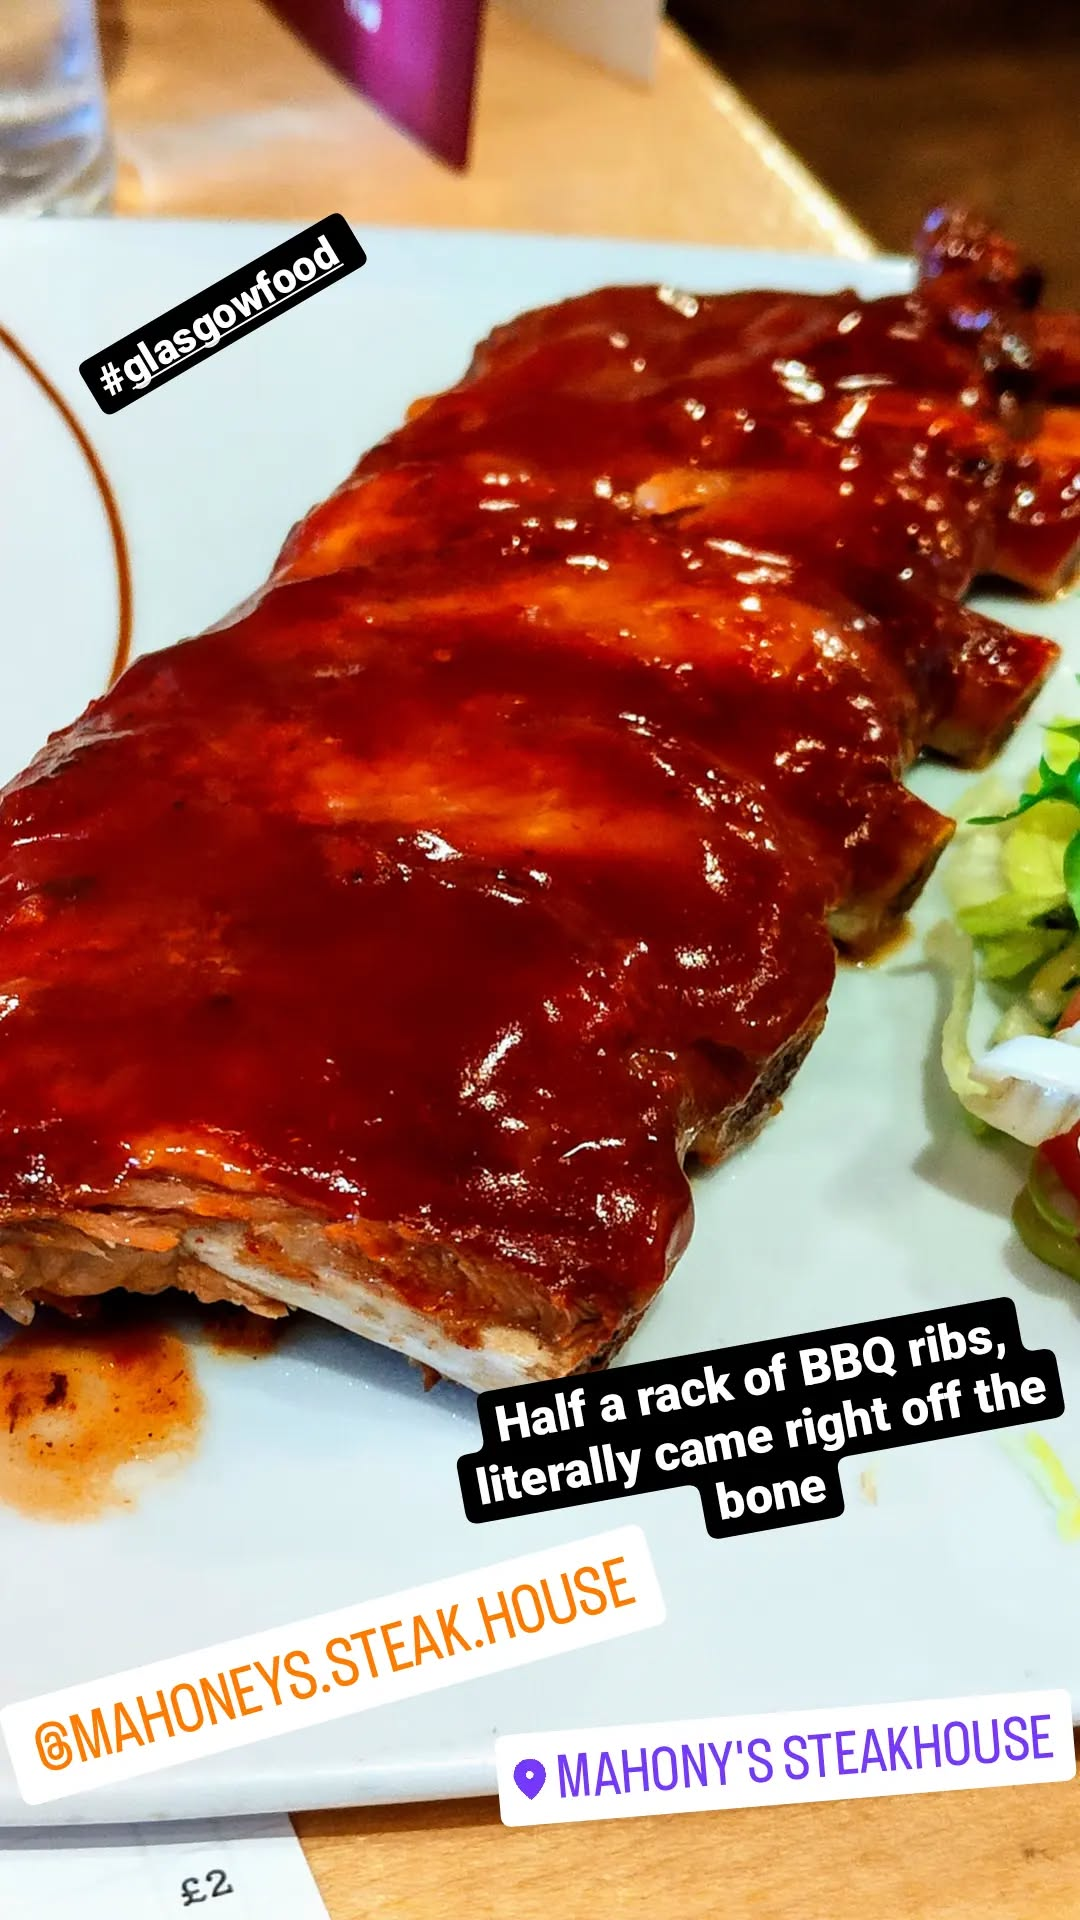 #glasgowfood
Half a rack of BBQ ribs,
literally came right off the
bone
@MAHONEYS.STEAK.HOUSE
MAHONY'S STEAKHOUSE
£2